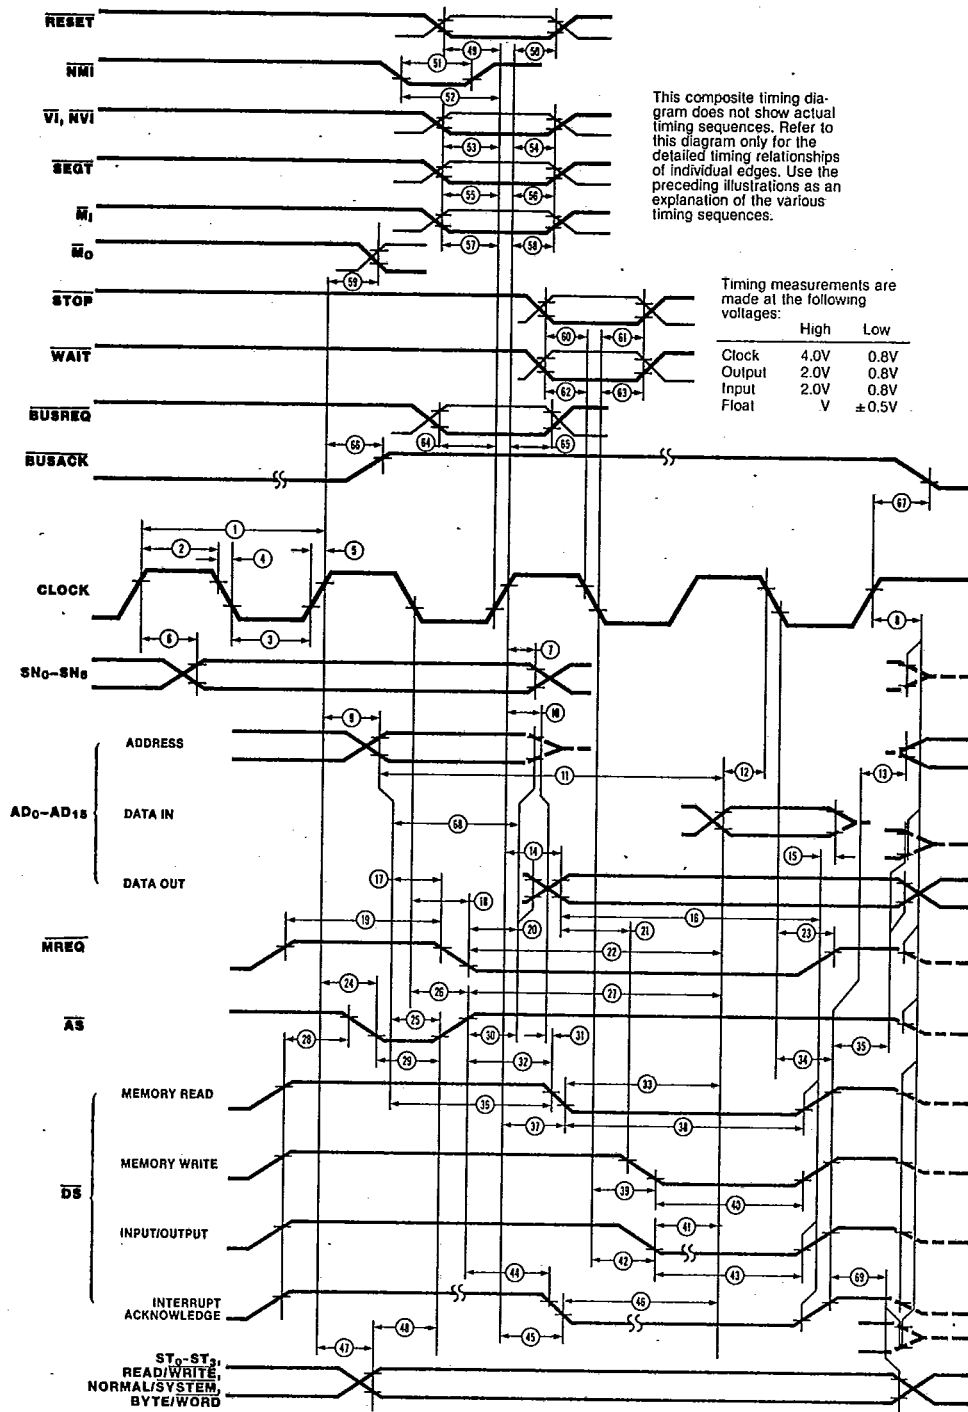 RESET
49
50
NMI
51
52
VI, NVI
53
54
SEGT
55
56
MI
57
58
MO
59
This composite timing dia-
gram does not show actual
timing sequences. Refer to
this diagram only for the
detailed timing relationships
of individual edges. Use the
preceding illustrations as an
explanation of the various
timing sequences.
STOP
60
61
WAIT
62
63
Timing measurements are
made at the following
voltages:
High Low
Clock 4.0V 0.8V
Output 2.0V 0.8V
Input 2.0V 0.8V
Float V ±0.5V
BUSREQ
64
65
66
BUSACK
67
1
2
4
5
CLOCK
3
8
6
7
SN0–SN6
9
10
ADDRESS
11
12
13
AD0–AD15
DATA IN
68
14
15
DATA OUT
17
18
16
19
20
21
MREQ
22
23
24
26
27
AS
25
28
30
31
29
32
34
35
MEMORY READ
33
36
37
38
MEMORY WRITE
39
40
DS
INPUT/OUTPUT
41
42
43
44
69
INTERRUPT
ACKNOWLEDGE
46
45
47
48
ST0–ST3,
READ/WRITE,
NORMAL/SYSTEM,
BYTE/WORD